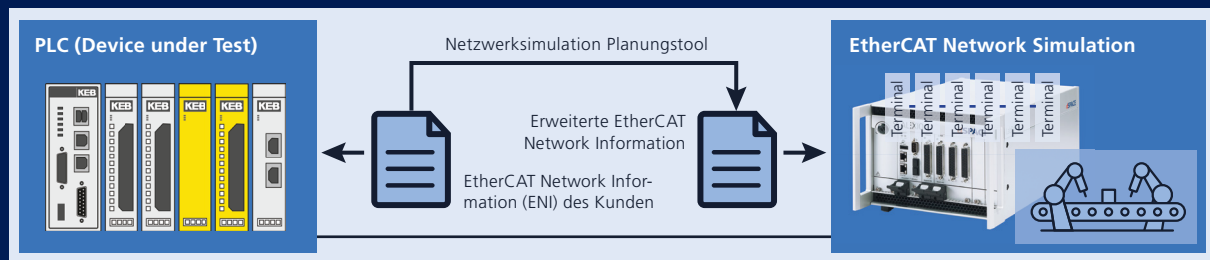 PLC (Device under Test)
KEB
KEB
KEB
KEB
KEB
KEB
Netzwerksimulation Planungstool
Erweiterte EtherCAT
Network Information
EtherCAT Network Infor-
mation (ENI) des Kunden
EtherCAT Network Simulation
Terminal
Terminal
Terminal
Terminal
Terminal
Terminal